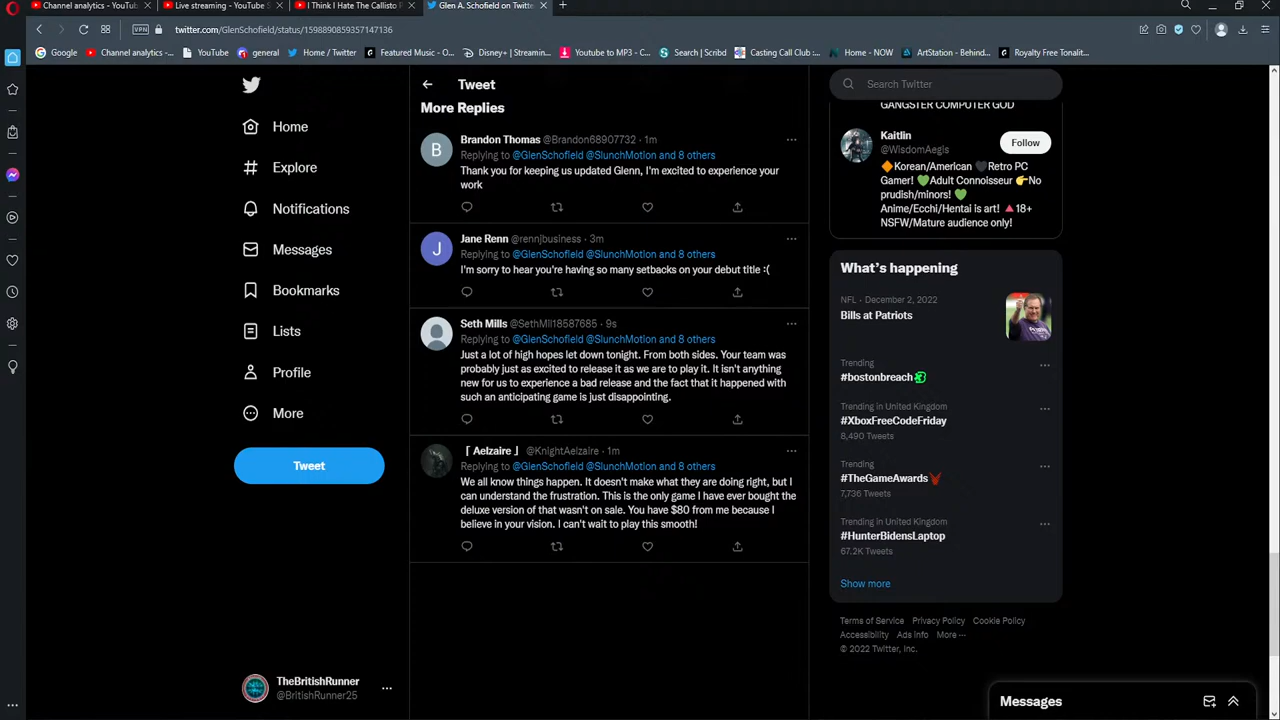 Channel analytics - YouTub
Live streaming - YouTube S
I Think I Hate The Callisto P
Glen A. Schofield on Twitte
VPN
twitter.com/GlenSchofield/status/1598890859357147136
Google
Channel analytics -...
YouTube
general
Home / Twitter
Featured Music - O...
Disney+ | Streamin...
Youtube to MP3 - C...
Search | Scribd
Casting Call Club :...
Home - NOW
ArtStation - Behind...
Royalty Free Tonalit...
Home
Explore
Notifications
Messages
Bookmarks
Lists
Profile
More
Tweet
TheBritishRunner
@BritishRunner25
Tweet
More Replies
B
Brandon Thomas @Brandon68907732 · 1m
Replying to @GlenSchofield @SlunchMotion and 8 others
Thank you for keeping us updated Glenn, I'm excited to experience your
work
J
Jane Renn @rennjbusiness · 3m
Replying to @GlenSchofield @SlunchMotion and 8 others
I'm sorry to hear you're having so many setbacks on your debut title :(
Seth Mills @SethMIl18587685 · 9s
Replying to @GlenSchofield @SlunchMotion and 8 others
Just a lot of high hopes let down tonight. From both sides. Your team was
probably just as excited to release it as we are to play it. It isn't anything
new for us to experience a bad release and the fact that it happened with
such an anticipating game is just disappointing.
「 Aelzaire 」 @KnightAelzaire · 1m
Replying to @GlenSchofield @SlunchMotion and 8 others
We all know things happen. It doesn't make what they are doing right, but I
can understand the frustration. This is the only game I have ever bought the
deluxe version of that wasn't on sale. You have $80 from me because I
believe in your vision. I can't wait to play this smooth!
Search Twitter
GANGSTER COMPUTER GOD
Kaitlin
@WisdomAegis
Follow
🔶Korean/American 🖤Retro PC
Gamer! 💚Adult Connoisseur 👉No
prudish/minors! 💚
Anime/Ecchi/Hentai is art! 🔺18+
NSFW/Mature audience only!
What's happening
NFL · December 2, 2022
Bills at Patriots
Trending
#bostonbreach
Trending in United Kingdom
#XboxFreeCodeFriday
8,490 Tweets
Trending
#TheGameAwards
7,736 Tweets
Trending in United Kingdom
#HunterBidensLaptop
67.2K Tweets
Show more
Terms of Service Privacy Policy Cookie Policy
Accessibility Ads info More ···
© 2022 Twitter, Inc.
Messages